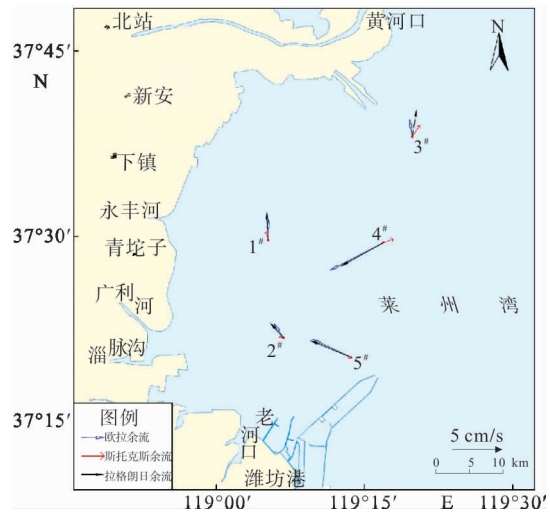 北站
黄河口
N
37°45′
N
新安
下镇
3#
永丰河
37°30′
青坨子
1#
4#
广利河
莱州湾
淄脉沟
2#
5#
37°15′
图例
欧拉余流
斯托克斯余流
拉格朗日余流
老河口
5 cm/s
0 5 10 km
潍坊港
119°00′ 119°15′ E 119°30′